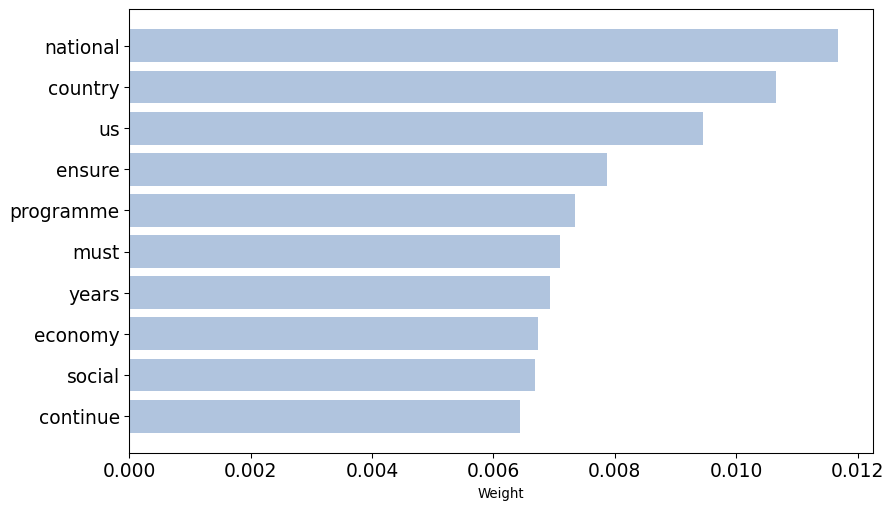 national
country
us
ensure
programme
must
years
economy
social
continue
0.000 0.002 0.004 0.006 0.008 0.010 0.012
Weight